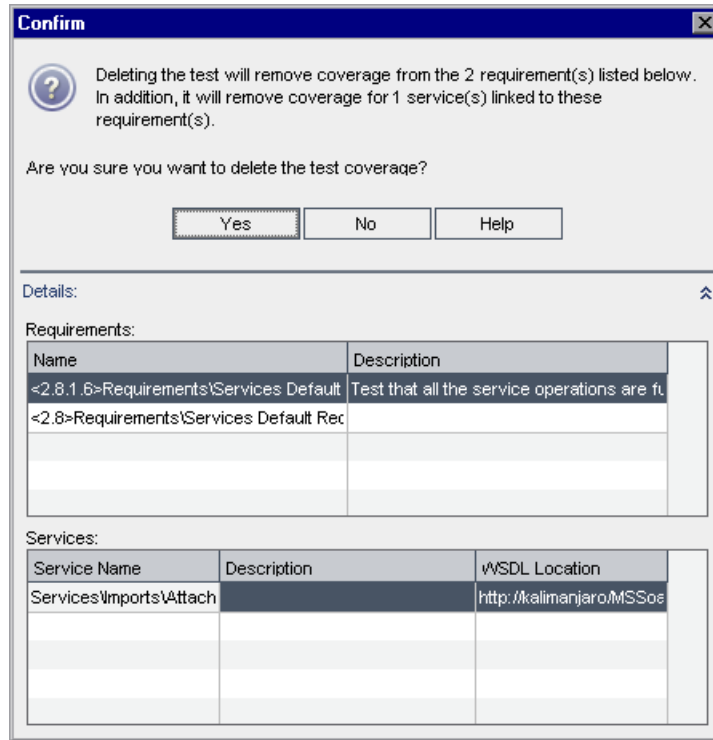 Confirm
Deleting the test will remove coverage from the 2 requirement(s) listed below.
In addition, it will remove coverage for 1 service(s) linked to these
requirement(s).
Are you sure you want to delete the test coverage?
Yes No Help
Details:
Requirements:
Name Description
<2.8.1.6>Requirements\Services Default Test that all the service operations are fu
<2.8>Requirements\Services Default Rec
Services:
Service Name Description WSDL Location
Services\Imports\Attach http://kalimanjaro/MSSoa